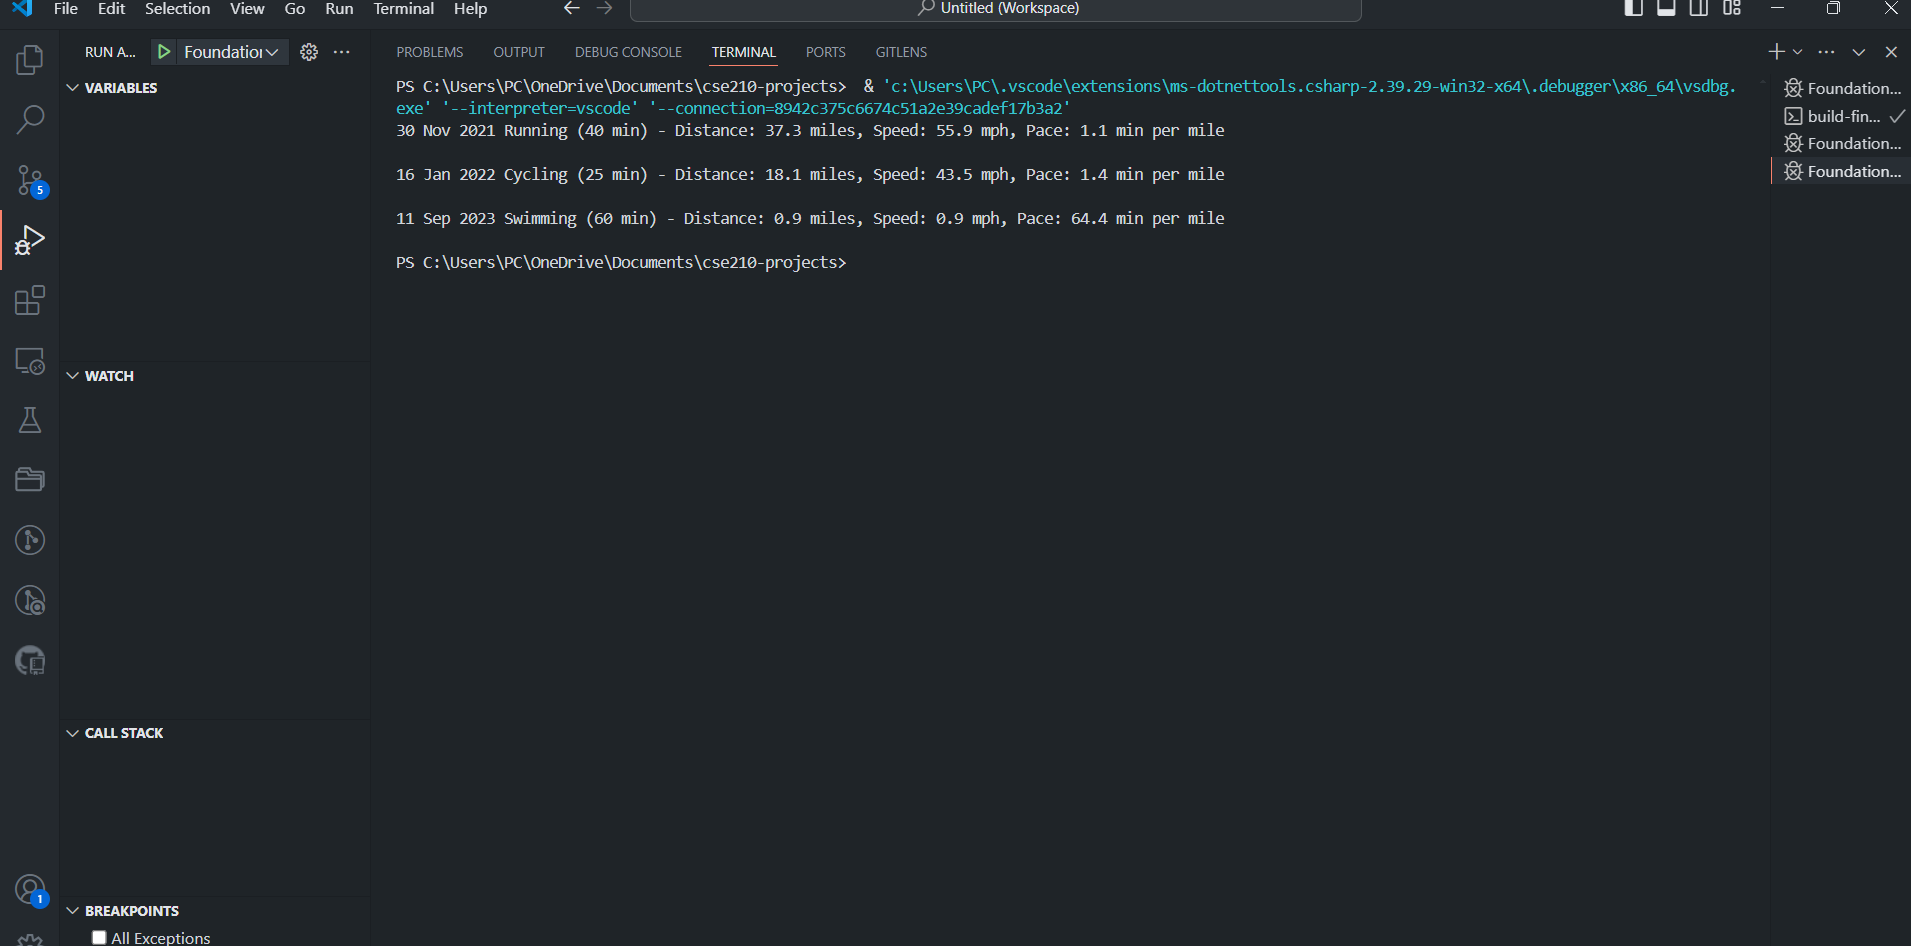 File Edit Selection View Go Run Terminal Help
Untitled (Workspace)
RUN A... Foundation
PROBLEMS OUTPUT DEBUG CONSOLE TERMINAL PORTS GITLENS
VARIABLES
WATCH
CALL STACK
BREAKPOINTS
All Exceptions
5
1
PS C:\Users\PC\OneDrive\Documents\cse210-projects> & 'c:\Users\PC\.vscode\extensions\ms-dotnettools.csharp-2.39.29-win32-x64\.debugger\x86_64\vsdbg.
exe' '--interpreter=vscode' '--connection=8942c375c6674c51a2e39cadef17b3a2'
30 Nov 2021 Running (40 min) - Distance: 37.3 miles, Speed: 55.9 mph, Pace: 1.1 min per mile
16 Jan 2022 Cycling (25 min) - Distance: 18.1 miles, Speed: 43.5 mph, Pace: 1.4 min per mile
11 Sep 2023 Swimming (60 min) - Distance: 0.9 miles, Speed: 0.9 mph, Pace: 64.4 min per mile
PS C:\Users\PC\OneDrive\Documents\cse210-projects>
Foundation...
build-fin...
Foundation...
Foundation...